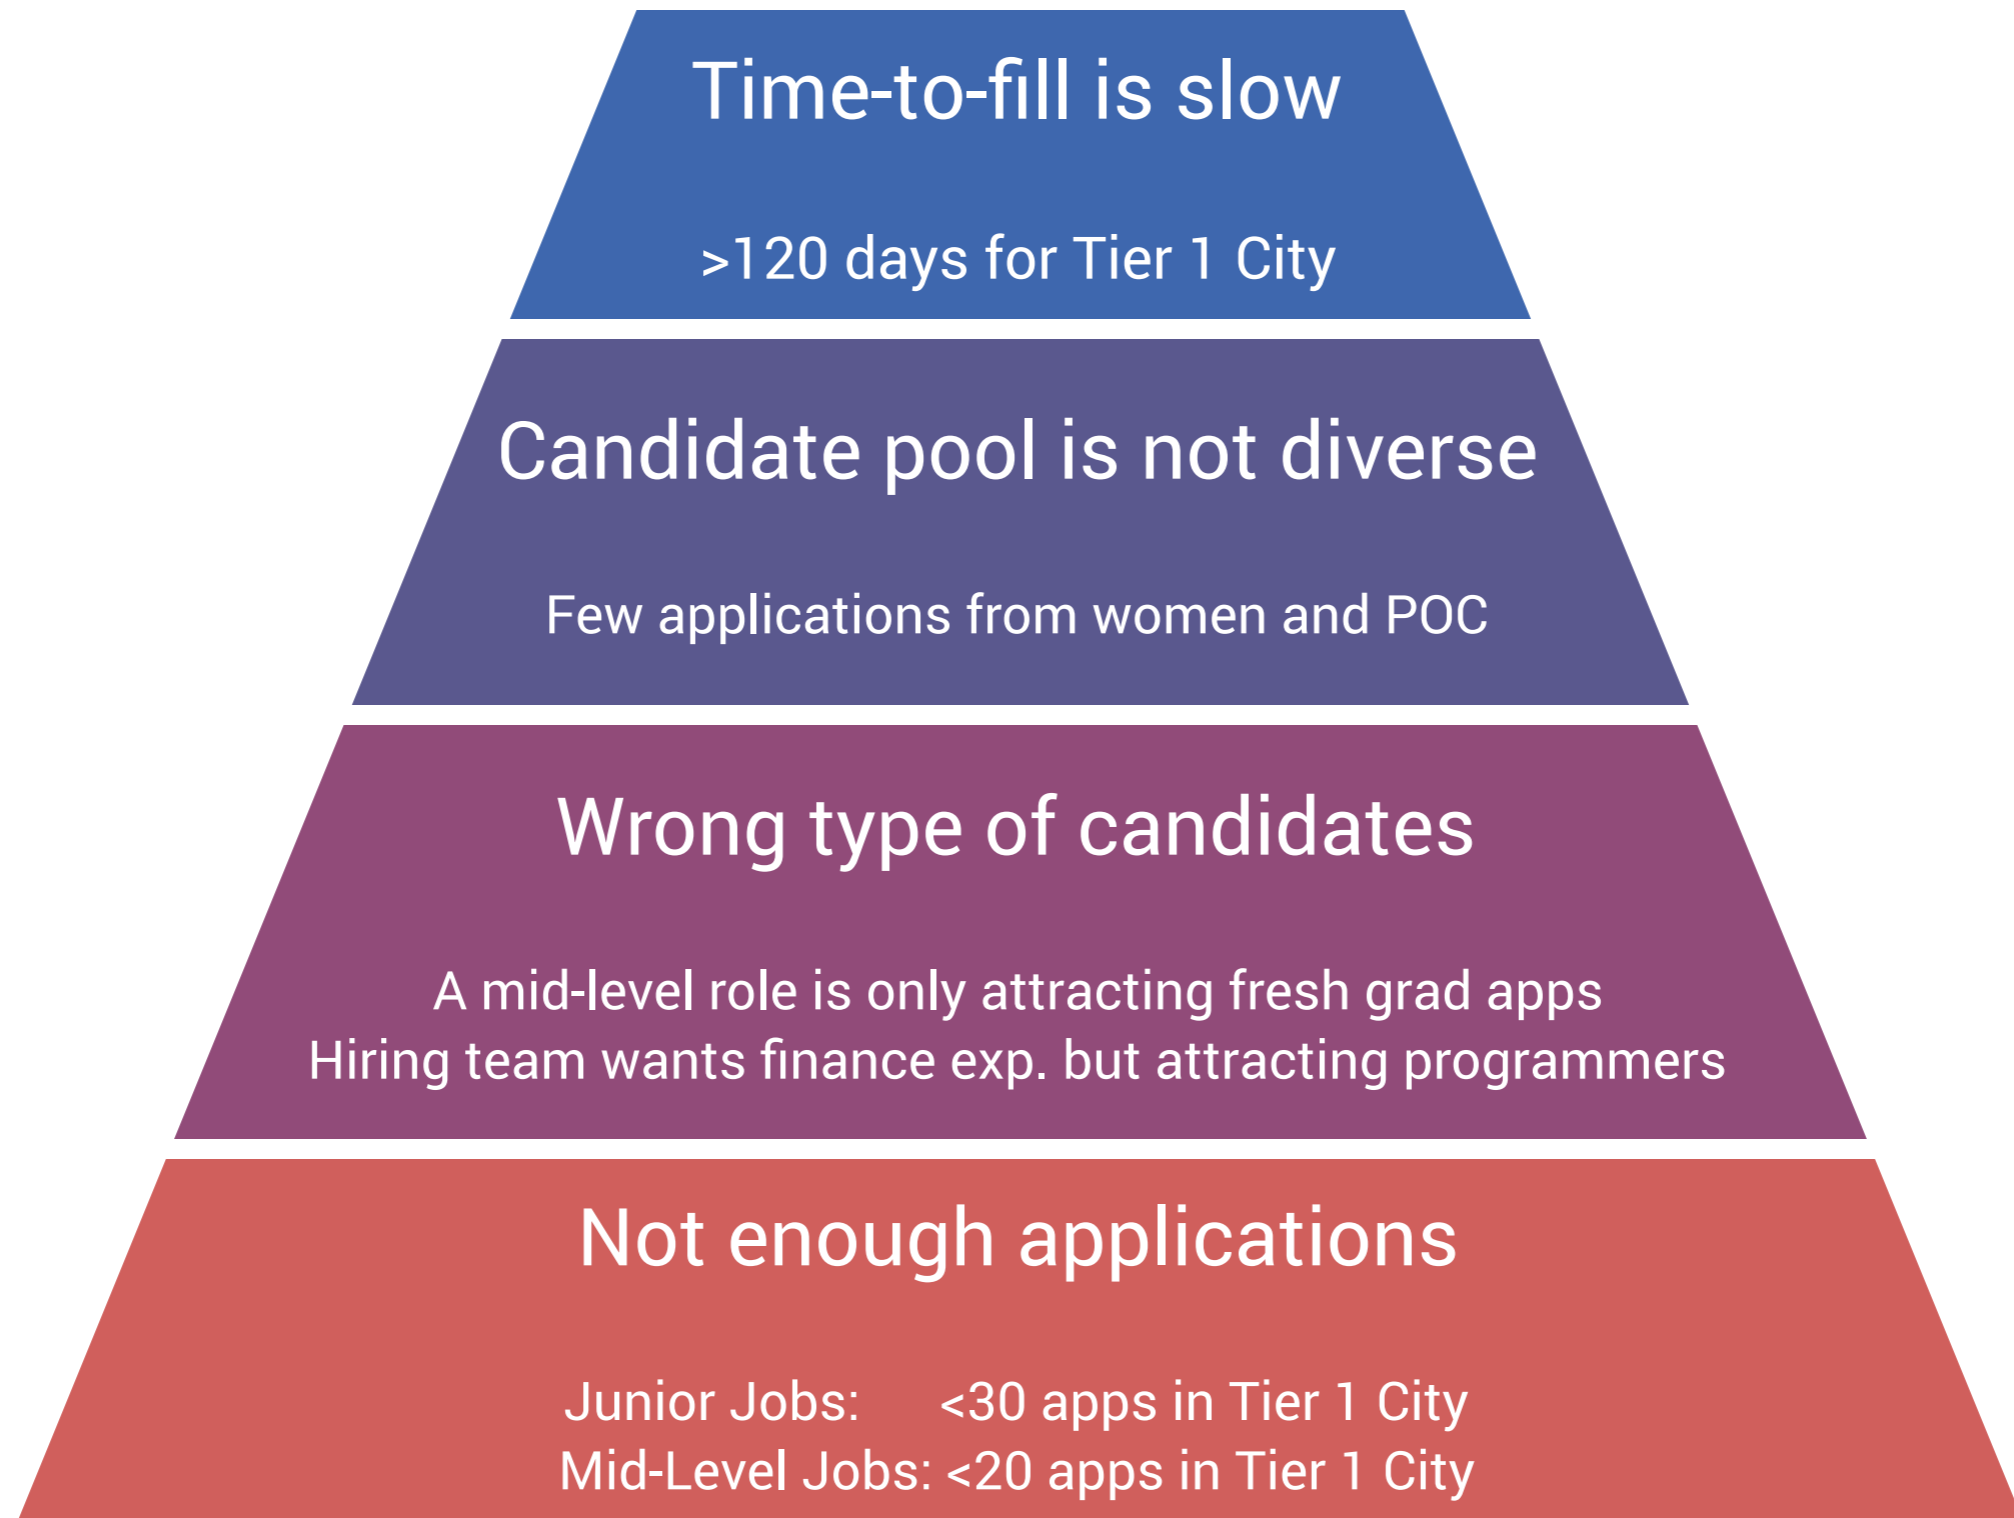 Time-to-fill is slow
>120 days for Tier 1 City
Candidate pool is not diverse
Few applications from women and POC
Wrong type of candidates
A mid-level role is only attracting fresh grad apps
Hiring team wants finance exp. but attracting programmers
Not enough applications
Junior Jobs: <30 apps in Tier 1 City
Mid-Level Jobs: <20 apps in Tier 1 City